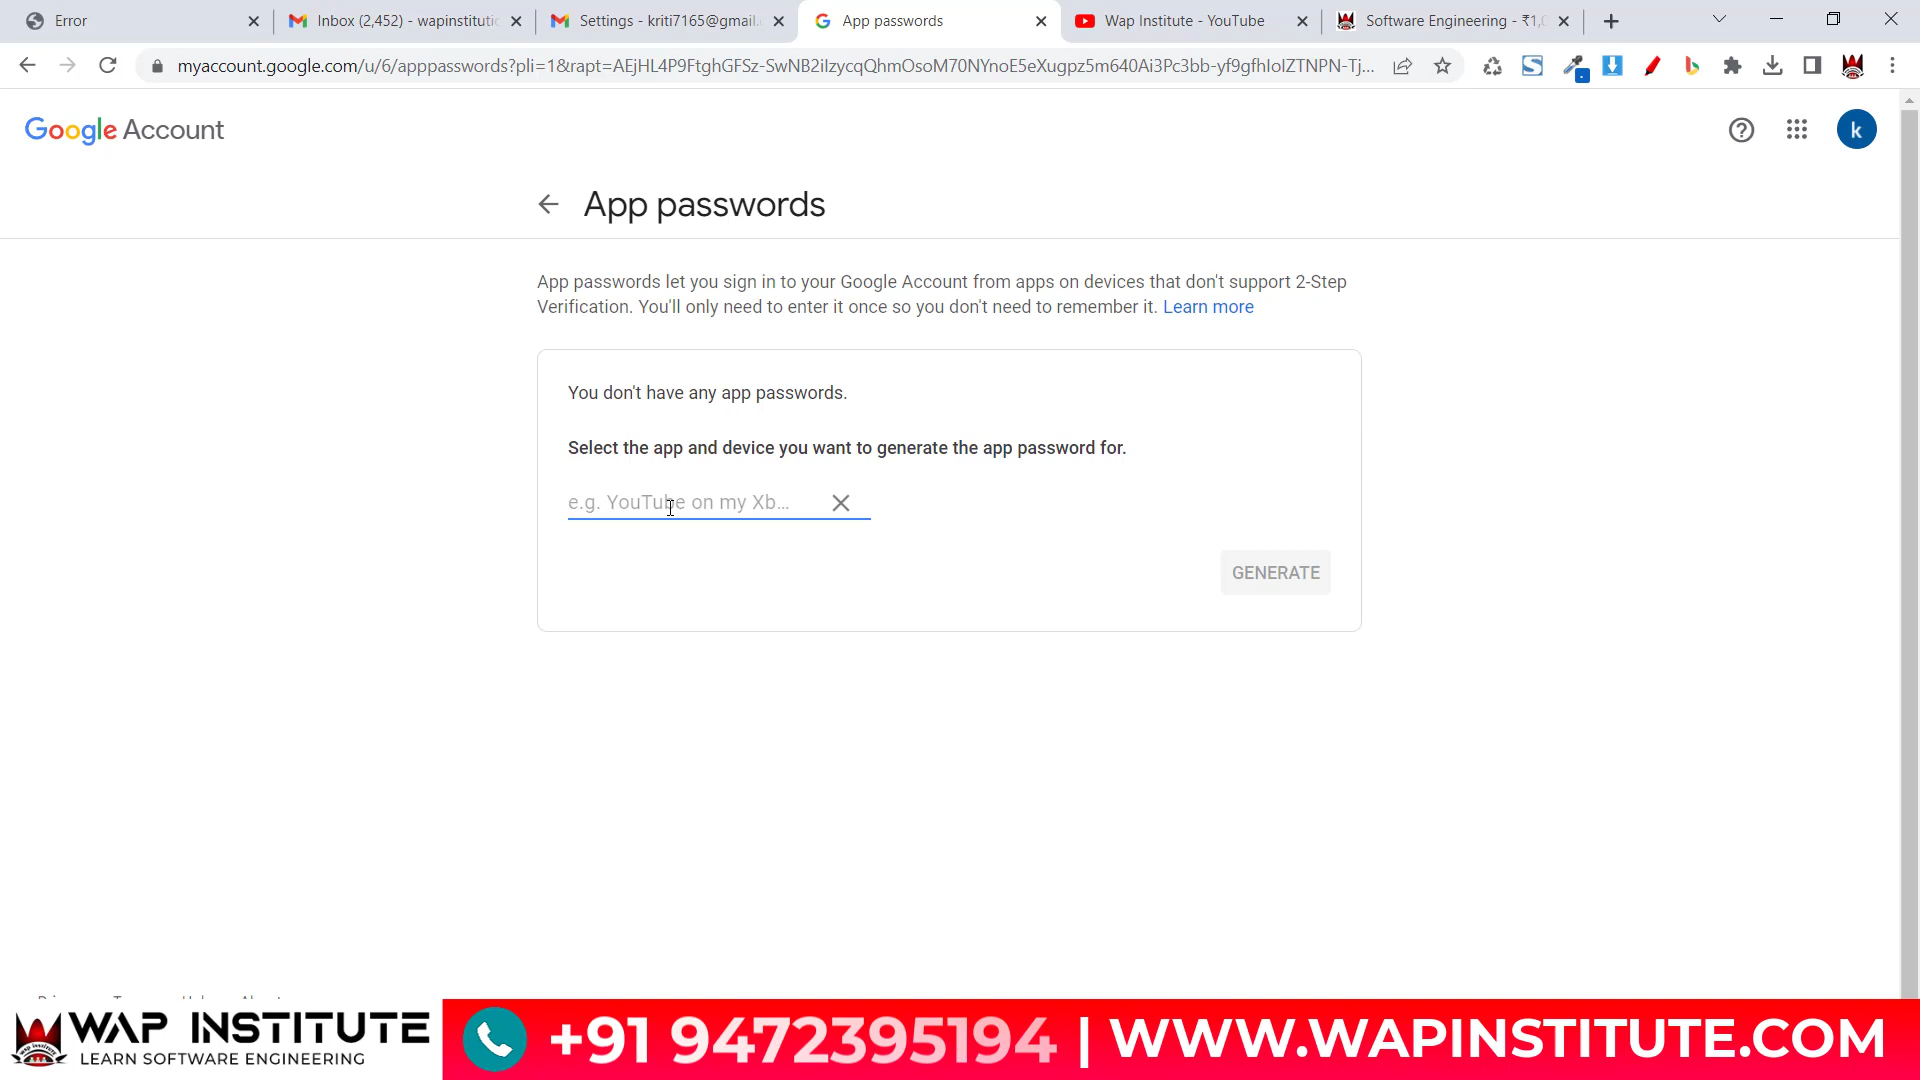 Error
Inbox (2,452) - wapinstituti
Settings - kriti7165@gmail.
App passwords
Wap Institute - YouTube
Software Engineering - ₹1,0
myaccount.google.com/u/6/apppasswords?pli=1&rapt=AEjHL4P9FtghGFSz-SwNB2iIzycqQhmOsoM70NYnoE5eXugpz5m640Ai3Pc3bb-yf9gfhIoIZTNPN-Tj...
Google Account
k
App passwords
App passwords let you sign in to your Google Account from apps on devices that don't support 2-Step
Verification. You'll only need to enter it once so you don't need to remember it. Learn more
You don't have any app passwords.
Select the app and device you want to generate the app password for.
e.g. YouTube on my Xb...
GENERATE
WAP INSTITUTE
LEARN SOFTWARE ENGINEERING
+91 9472395194 | WWW.WAPINSTITUTE.COM